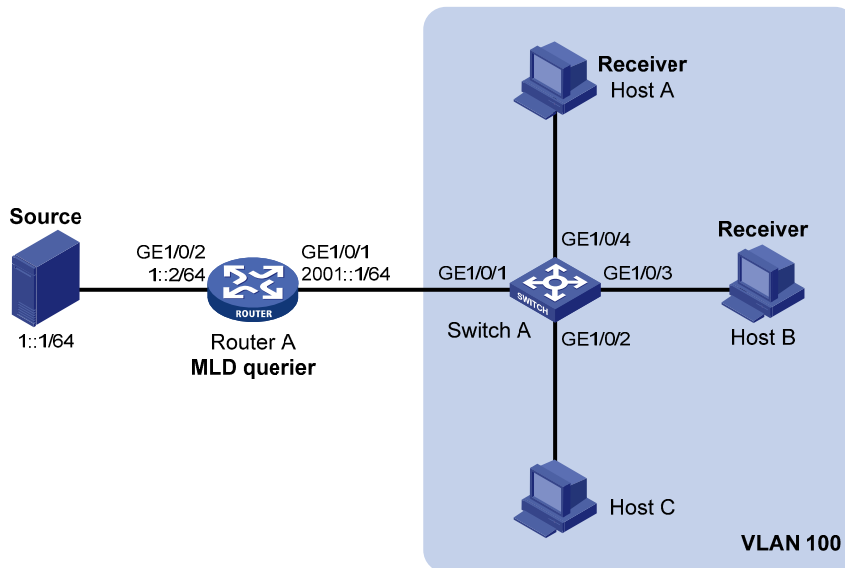 Receiver
Host A
Source
GE1/0/2
1::2/64
GE1/0/1
2001::1/64
ROUTER
1::1/64
Router A
MLD querier
GE1/0/4
GE1/0/1
GE1/0/3
SWITCH
Switch A
GE1/0/2
Receiver
Host B
Host C
VLAN 100